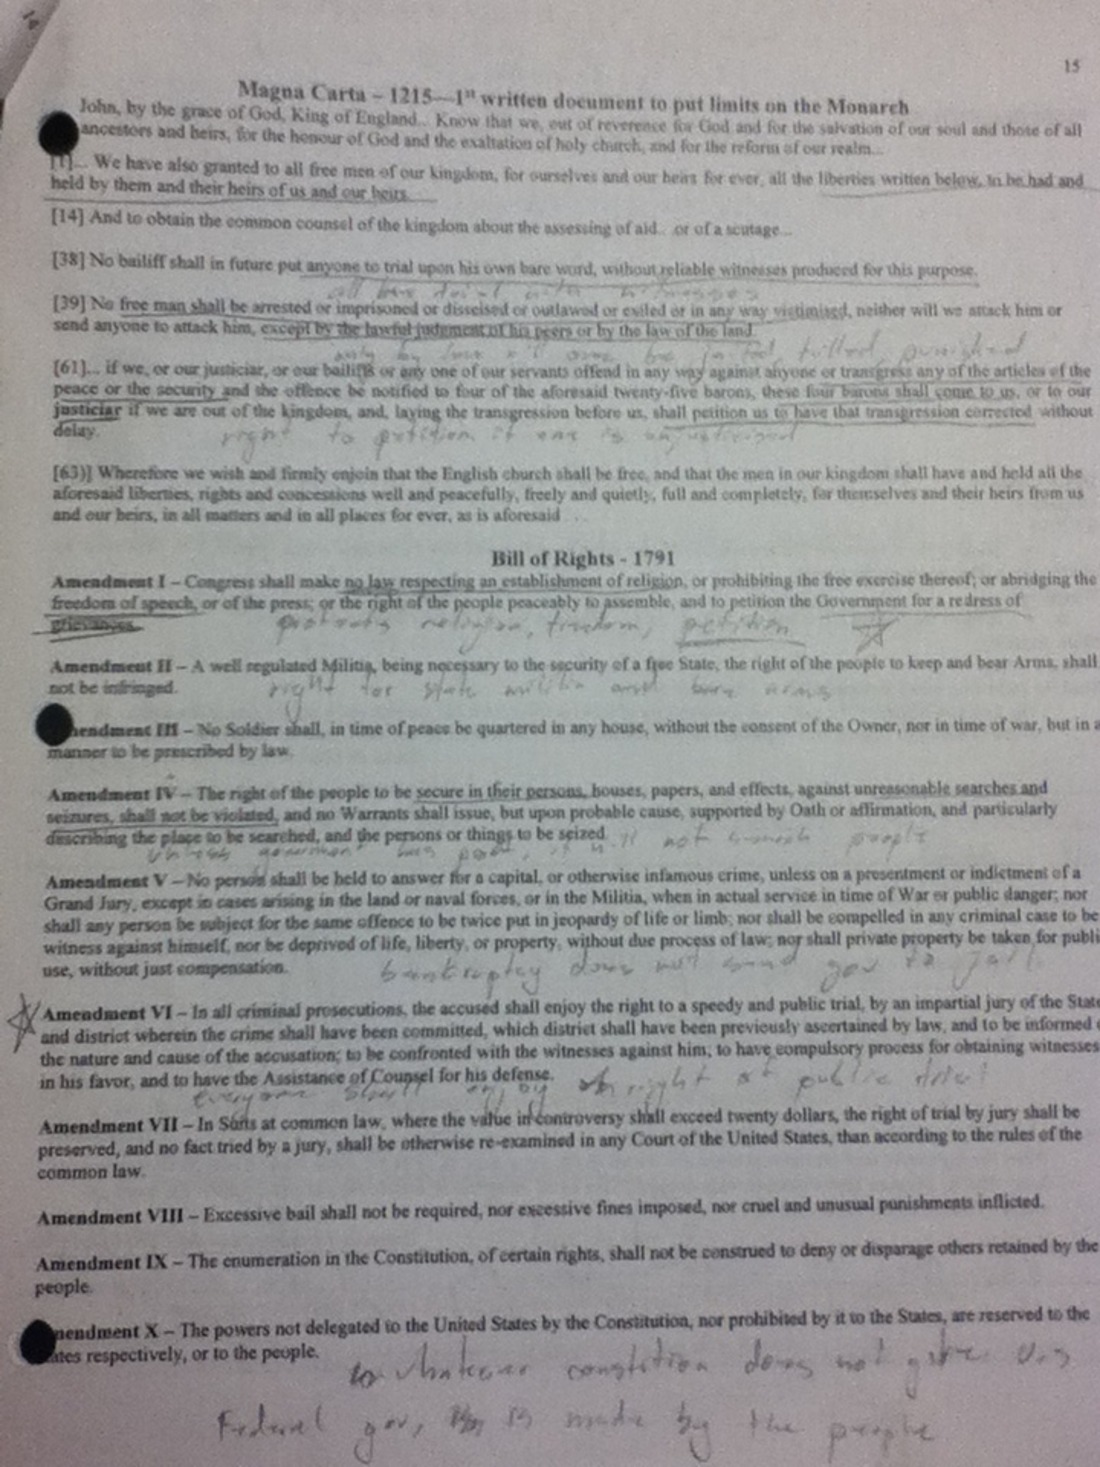 15
Magna Carta – 1215—1st written document to put limits on the Monarch
John, by the grace of God, King of England... Know that we, out of reverence for God and for the salvation of our soul and those of all
ancestors and heirs, for the honour of God and the exaltation of holy church, and for the reform of our realm...
[1]... We have also granted to all free men of our kingdom, for ourselves and our heirs for ever, all the liberties written below, to be had and
held by them and their heirs of us and our heirs.
[14] And to obtain the common counsel of the kingdom about the assessing of aid... or of a scutage...
[38] No bailiff shall in future put anyone to trial upon his own bare word, without reliable witnesses produced for this purpose.
all have trial with witnesses
[39] No free man shall be arrested or imprisoned or disseised or outlawed or exiled or in any way victimised, neither will we attack him or
send anyone to attack him, except by the lawful judgment of his peers or by the law of the land.
only by law be killed, punished
[61]... if we, or our justiciar, or our bailiffs or any one of our servants offend in any way against anyone or transgress any of the articles of the
peace or the security and the offence be notified to four of the aforesaid twenty-five barons, these four barons shall come to us, or to our
justiciar if we are out of the kingdom, and, laying the transgression before us, shall petition us to have that transgression corrected without
delay.
right to petition if one is
[63)] Wherefore we wish and firmly enjoin that the English church shall be free, and that the men in our kingdom shall have and hold all the
aforesaid liberties, rights and concessions well and peacefully, freely and quietly, full and completely, for themselves and their heirs from us
and our heirs, in all matters and in all places for ever, as is aforesaid . . .
Bill of Rights - 1791
Amendment I – Congress shall make no law respecting an establishment of religion, or prohibiting the free exercise thereof; or abridging the
freedom of speech, or of the press; or the right of the people peaceably to assemble, and to petition the Government for a redress of
grievances.
protects religion, freedom, petition
Amendment II – A well regulated Militia, being necessary to the security of a free State, the right of the people to keep and bear Arms, shall
not be infringed.
right for state militia and bare arms
mendment III – No Soldier shall, in time of peace be quartered in any house, without the consent of the Owner, nor in time of war, but in a
manner to be prescribed by law.
Amendment IV – The right of the people to be secure in their persons, houses, papers, and effects, against unreasonable searches and
seizures, shall not be violated, and no Warrants shall issue, but upon probable cause, supported by Oath or affirmation, and particularly
describing the place to be searched, and the persons or things to be seized.
unless government has not search people
Amendment V – No person shall be held to answer for a capital, or otherwise infamous crime, unless on a presentment or indictment of a
Grand Jury, except in cases arising in the land or naval forces, or in the Militia, when in actual service in time of War or public danger; nor
shall any person be subject for the same offence to be twice put in jeopardy of life or limb; nor shall be compelled in any criminal case to be
witness against himself, nor be deprived of life, liberty, or property, without due process of law; nor shall private property be taken for publi
use, without just compensation.
bankruptcy does not send you to jail
Amendment VI – In all criminal prosecutions, the accused shall enjoy the right to a speedy and public trial, by an impartial jury of the State
and district wherein the crime shall have been committed, which district shall have been previously ascertained by law, and to be informed
the nature and cause of the accusation; to be confronted with the witnesses against him; to have compulsory process for obtaining witnesses
in his favor, and to have the Assistance of Counsel for his defense.
everyone shall right of public trial
Amendment VII – In Suits at common law, where the value in controversy shall exceed twenty dollars, the right of trial by jury shall be
preserved, and no fact tried by a jury, shall be otherwise re-examined in any Court of the United States, than according to the rules of the
common law.
Amendment VIII – Excessive bail shall not be required, nor excessive fines imposed, nor cruel and unusual punishments inflicted.
Amendment IX – The enumeration in the Constitution, of certain rights, shall not be construed to deny or disparage others retained by the
people.
mendment X – The powers not delegated to the United States by the Constitution, nor prohibited by it to the States, are reserved to the
ates respectively, or to the people.
whatever constitution does not give
Federal gov, is made by the people